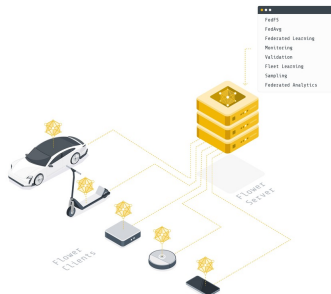 FedFS
FedAvg
Federated Learning
Monitoring
Validation
Fleet Learning
Sampling
Federated Analytics
Flower
Server
Flower
Clients